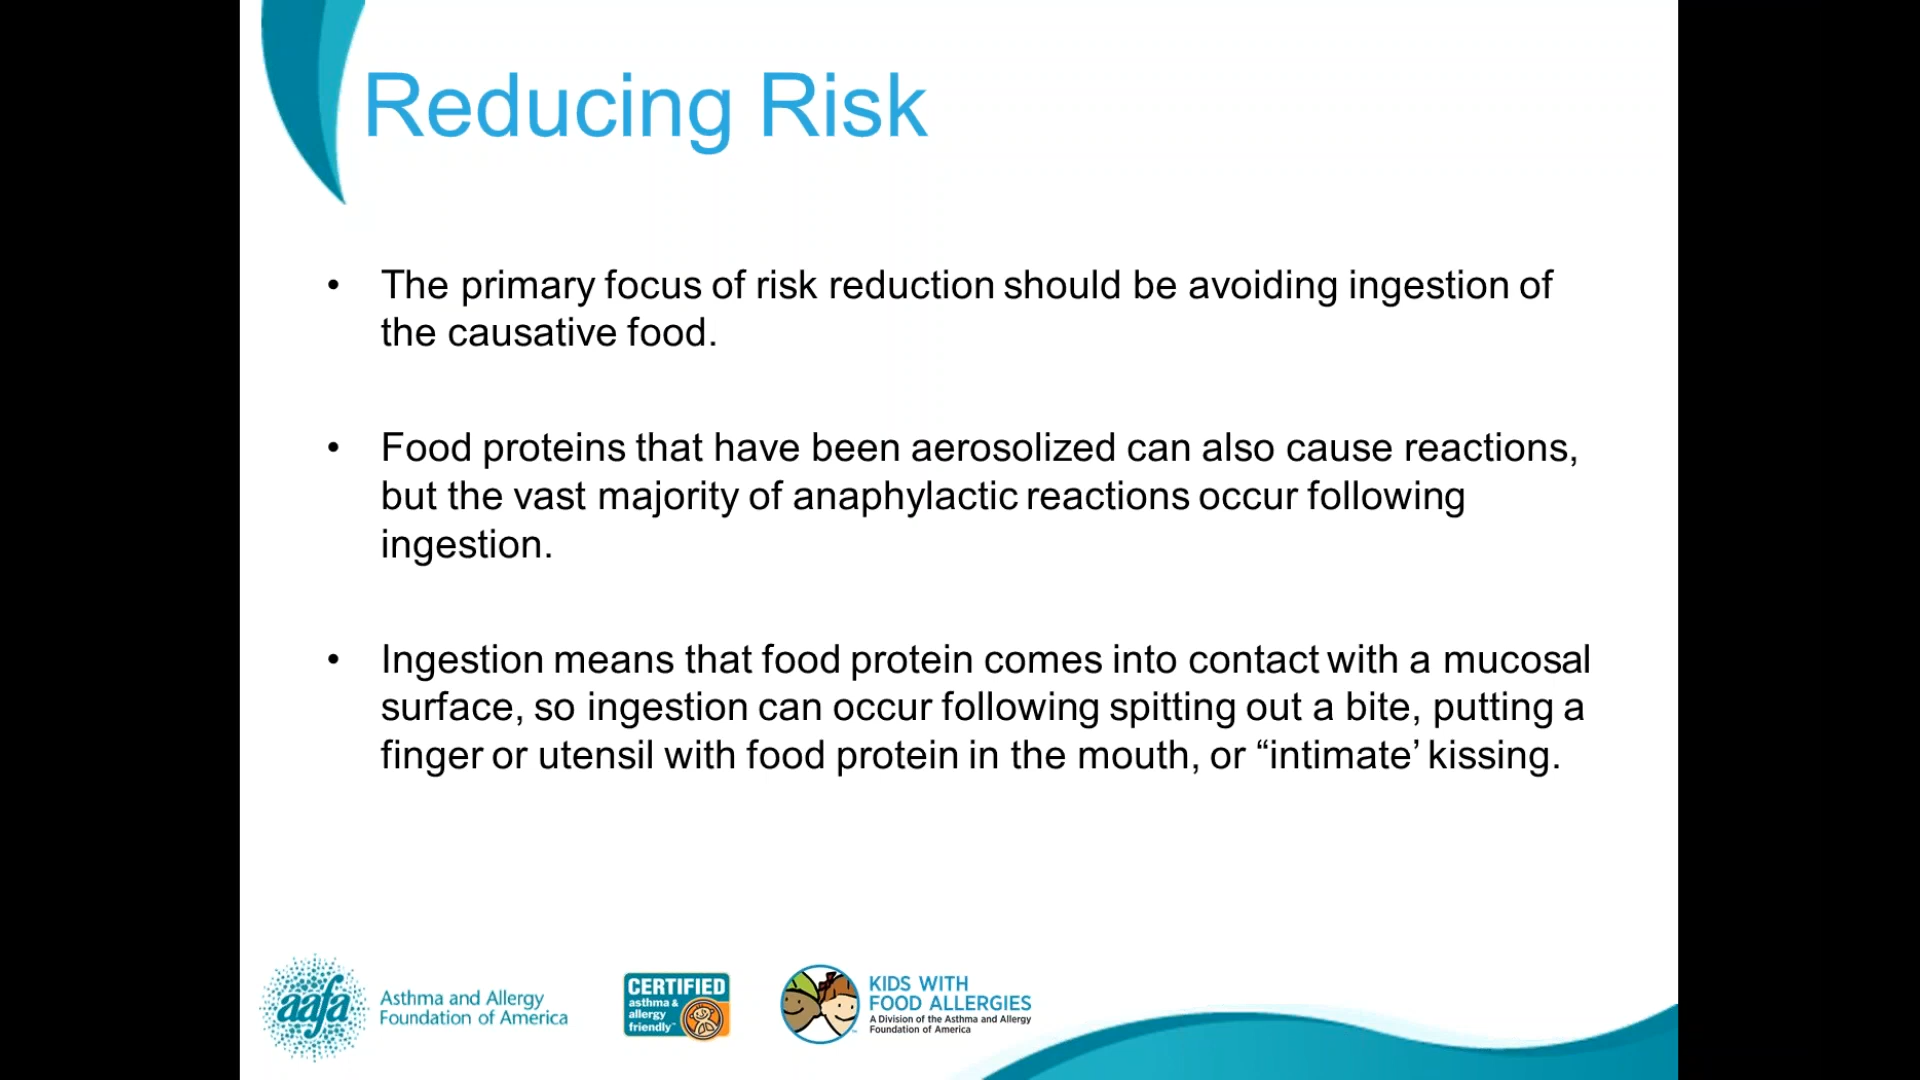 Reducing Risk
• The primary focus of risk reduction should be avoiding ingestion of
the causative food.
• Food proteins that have been aerosolized can also cause reactions,
but the vast majority of anaphylactic reactions occur following
ingestion.
• Ingestion means that food protein comes into contact with a mucosal
surface, so ingestion can occur following spitting out a bite, putting a
finger or utensil with food protein in the mouth, or “intimate’ kissing.
aafa
Asthma and Allergy
Foundation of America
CERTIFIED
asthma &
allergy
friendly™
KIDS WITH
FOOD ALLERGIES
A Division of the Asthma and Allergy
Foundation of America